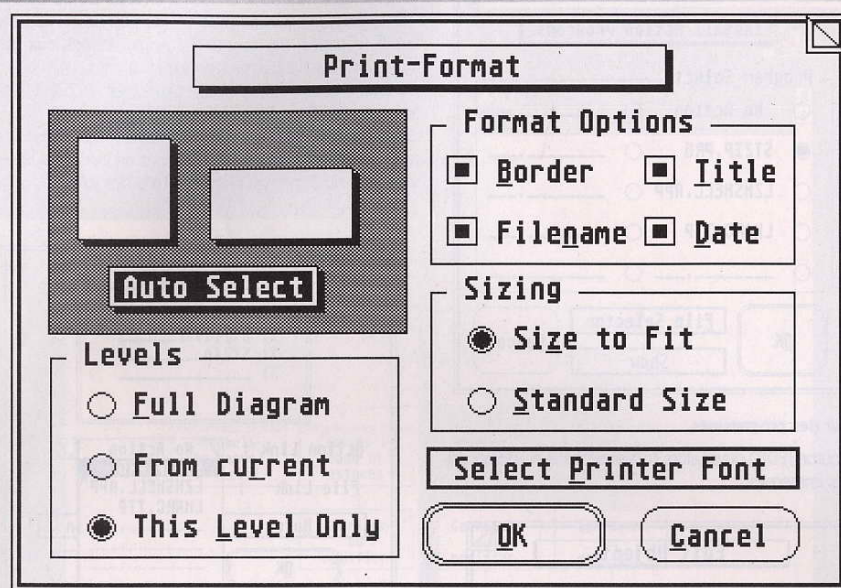 Print-Format
Auto Select
Format Options
Border
Title
Filename
Date
Sizing
Size to Fit
Standard Size
Levels
Full Diagram
From current
This Level Only
Select Printer Font
OK
Cancel